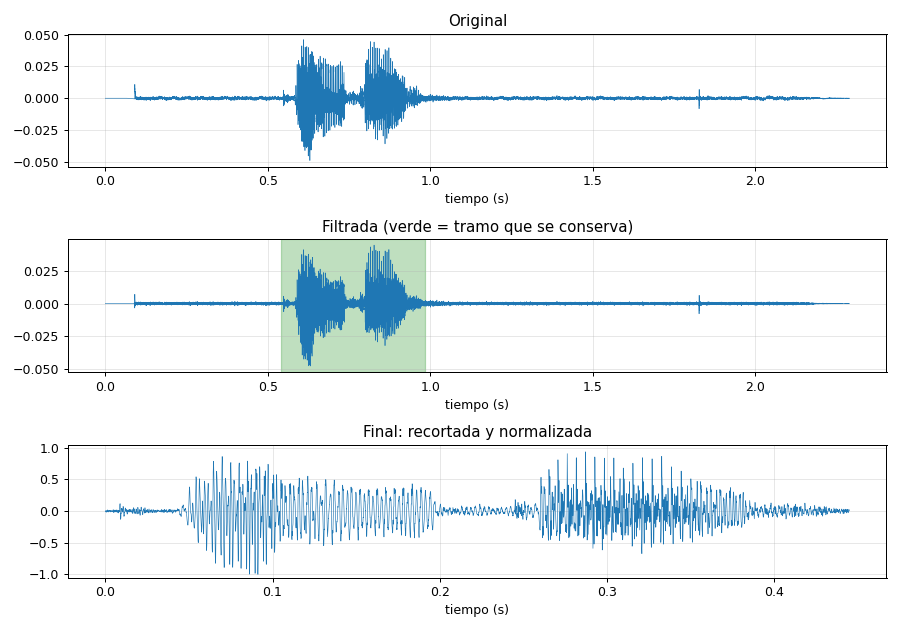 Original
0.050
0.025
0.000
−0.025
−0.050
0.0 0.5 1.0 1.5 2.0
tiempo (s)
Filtrada (verde = tramo que se conserva)
0.025
0.000
−0.025
−0.050
0.0 0.5 1.0 1.5 2.0
tiempo (s)
Final: recortada y normalizada
1.0
0.5
0.0
−0.5
−1.0
0.0 0.1 0.2 0.3 0.4
tiempo (s)